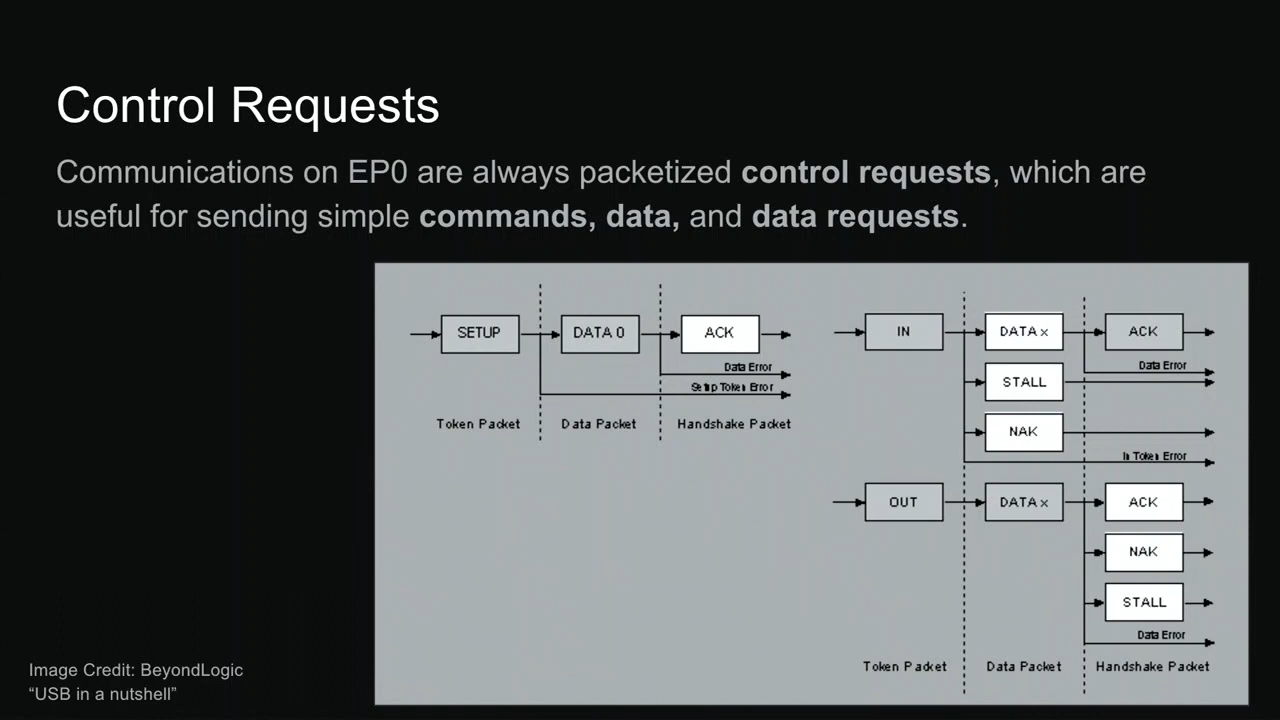 Control Requests
Communications on EP0 are always packetized control requests, which are
useful for sending simple commands, data, and data requests.
SETUP
DATA 0
ACK
Data Error
Setup Token Error
Token Packet
Data Packet
Handshake Packet
IN
DATA x
ACK
Data Error
STALL
NAK
In Token Error
OUT
DATA x
ACK
NAK
STALL
Data Error
Token Packet
Data Packet
Handshake Packet
Image Credit: BeyondLogic
“USB in a nutshell”